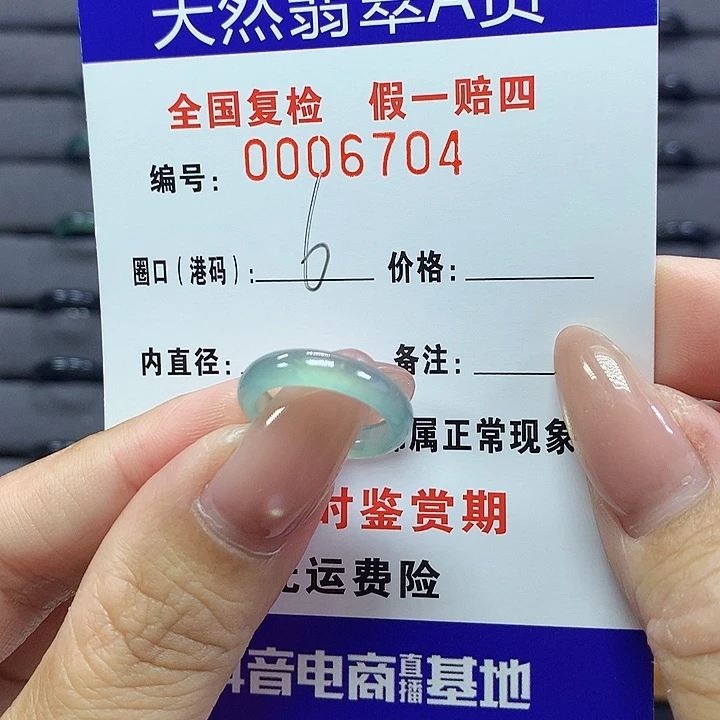 天然翡翠A货
全国复检 假一赔四
编号: 0006704
圈口(港码): 6 价格:
内直径: 备注:
属正常现象
时鉴赏期
运费险
音电商直播基地